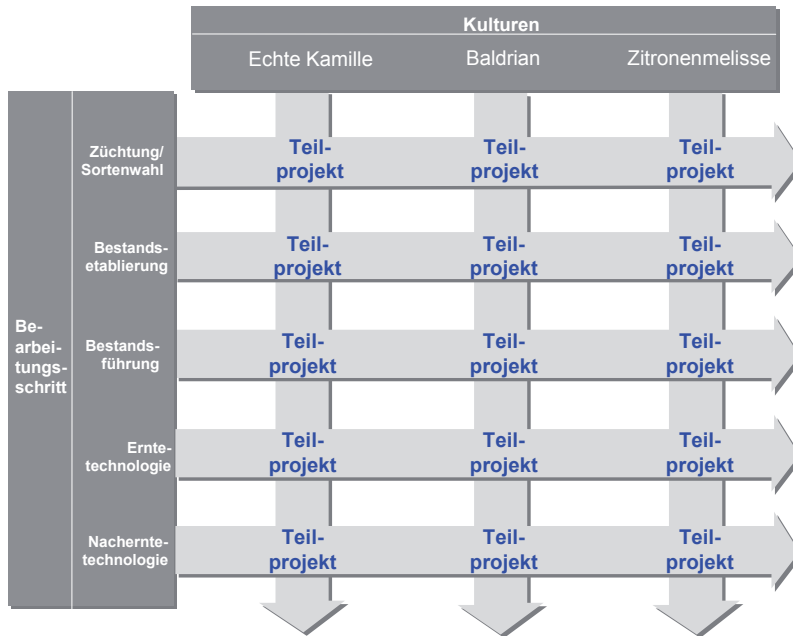 Kulturen
Echte Kamille Baldrian Zitronenmelisse
Be-
arbei-
tungs-
schritt
Züchtung/
Sortenwahl
Teil-
projekt
Teil-
projekt
Teil-
projekt
Bestands-
etablierung
Teil-
projekt
Teil-
projekt
Teil-
projekt
Bestands-
führung
Teil-
projekt
Teil-
projekt
Teil-
projekt
Ernte-
technologie
Teil-
projekt
Teil-
projekt
Teil-
projekt
Nachernte-
technologie
Teil-
projekt
Teil-
projekt
Teil-
projekt